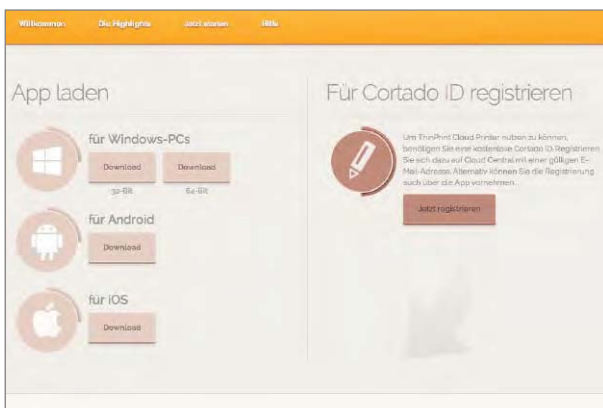 Willkommen Die Highlights Jetzt starten Hilfe
App laden
für Windows-PCs
Download Download
32-Bit 64-Bit
für Android
Download
für iOS
Download
Für Cortado ID registrieren
Um ThinPrint Cloud Printer nutzen zu können,
benötigen Sie eine kostenlose Cortado ID. Registrieren
Sie sich dazu auf Cloud Central mit einer gültigen E-
Mail-Adresse. Alternativ können Sie die Registrierung
auch über die App vornehmen.
Jetzt registrieren